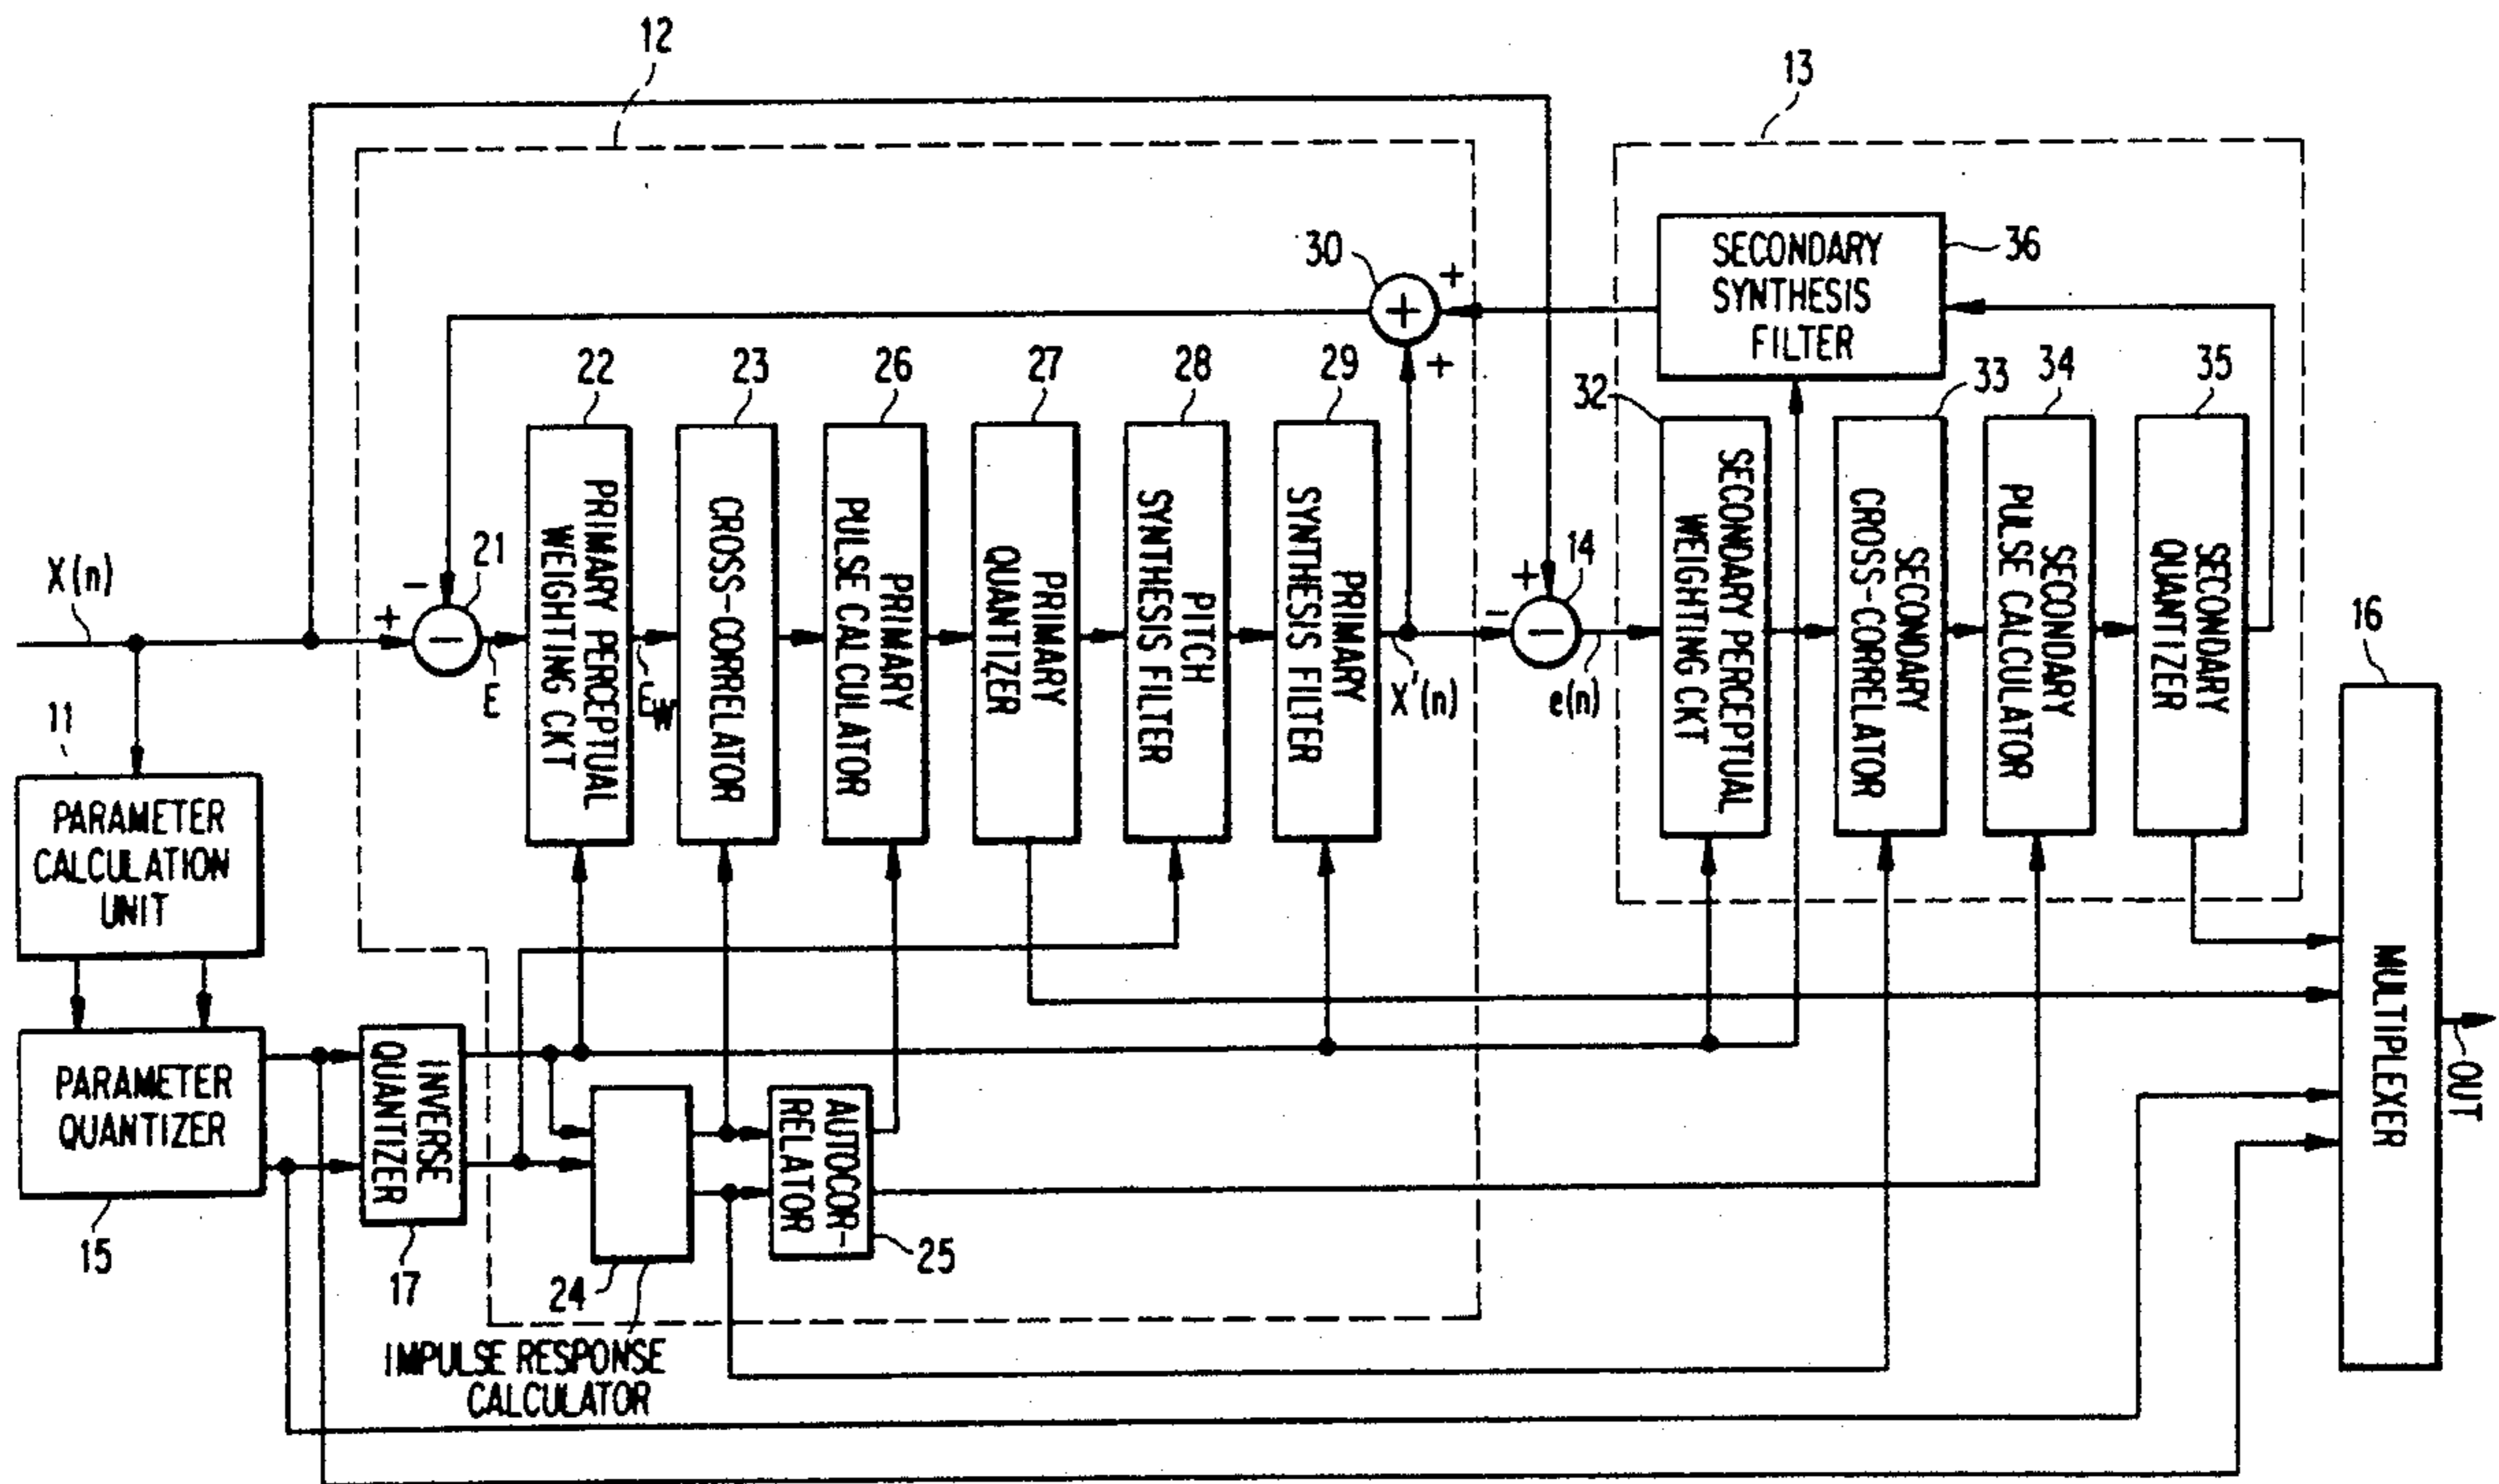 12
13
30
+
+
+
SECONDARY
SYNTHESIS
FILTER
36
22
23
26
27
28
29
32
33
34
35
X(n)
+
−
21
−
E
PRIMARY PERCEPTUAL
WEIGHTING CKT
Ew
CROSS-CORRELATOR
PRIMARY
PULSE CALCULATOR
PRIMARY
QUANTIZER
PITCH
SYNTHESIS FILTER
PRIMARY
SYNTHESIS FILTER
X'(n)
+
−
14
−
e(n)
SECONDARY PERCEPTUAL
WEIGHTING CKT
SECONDARY
CROSS-CORRELATOR
SECONDARY
PULSE CALCULATOR
SECONDARY
QUANTIZER
16
MULTIPLEXER
OUT
11
PARAMETER
CALCULATION
UNIT
PARAMETER
QUANTIZER
15
INVERSE
QUANTIZER
17
24
IMPULSE RESPONSE
CALCULATOR
AUTOCOR-
RELATOR
25